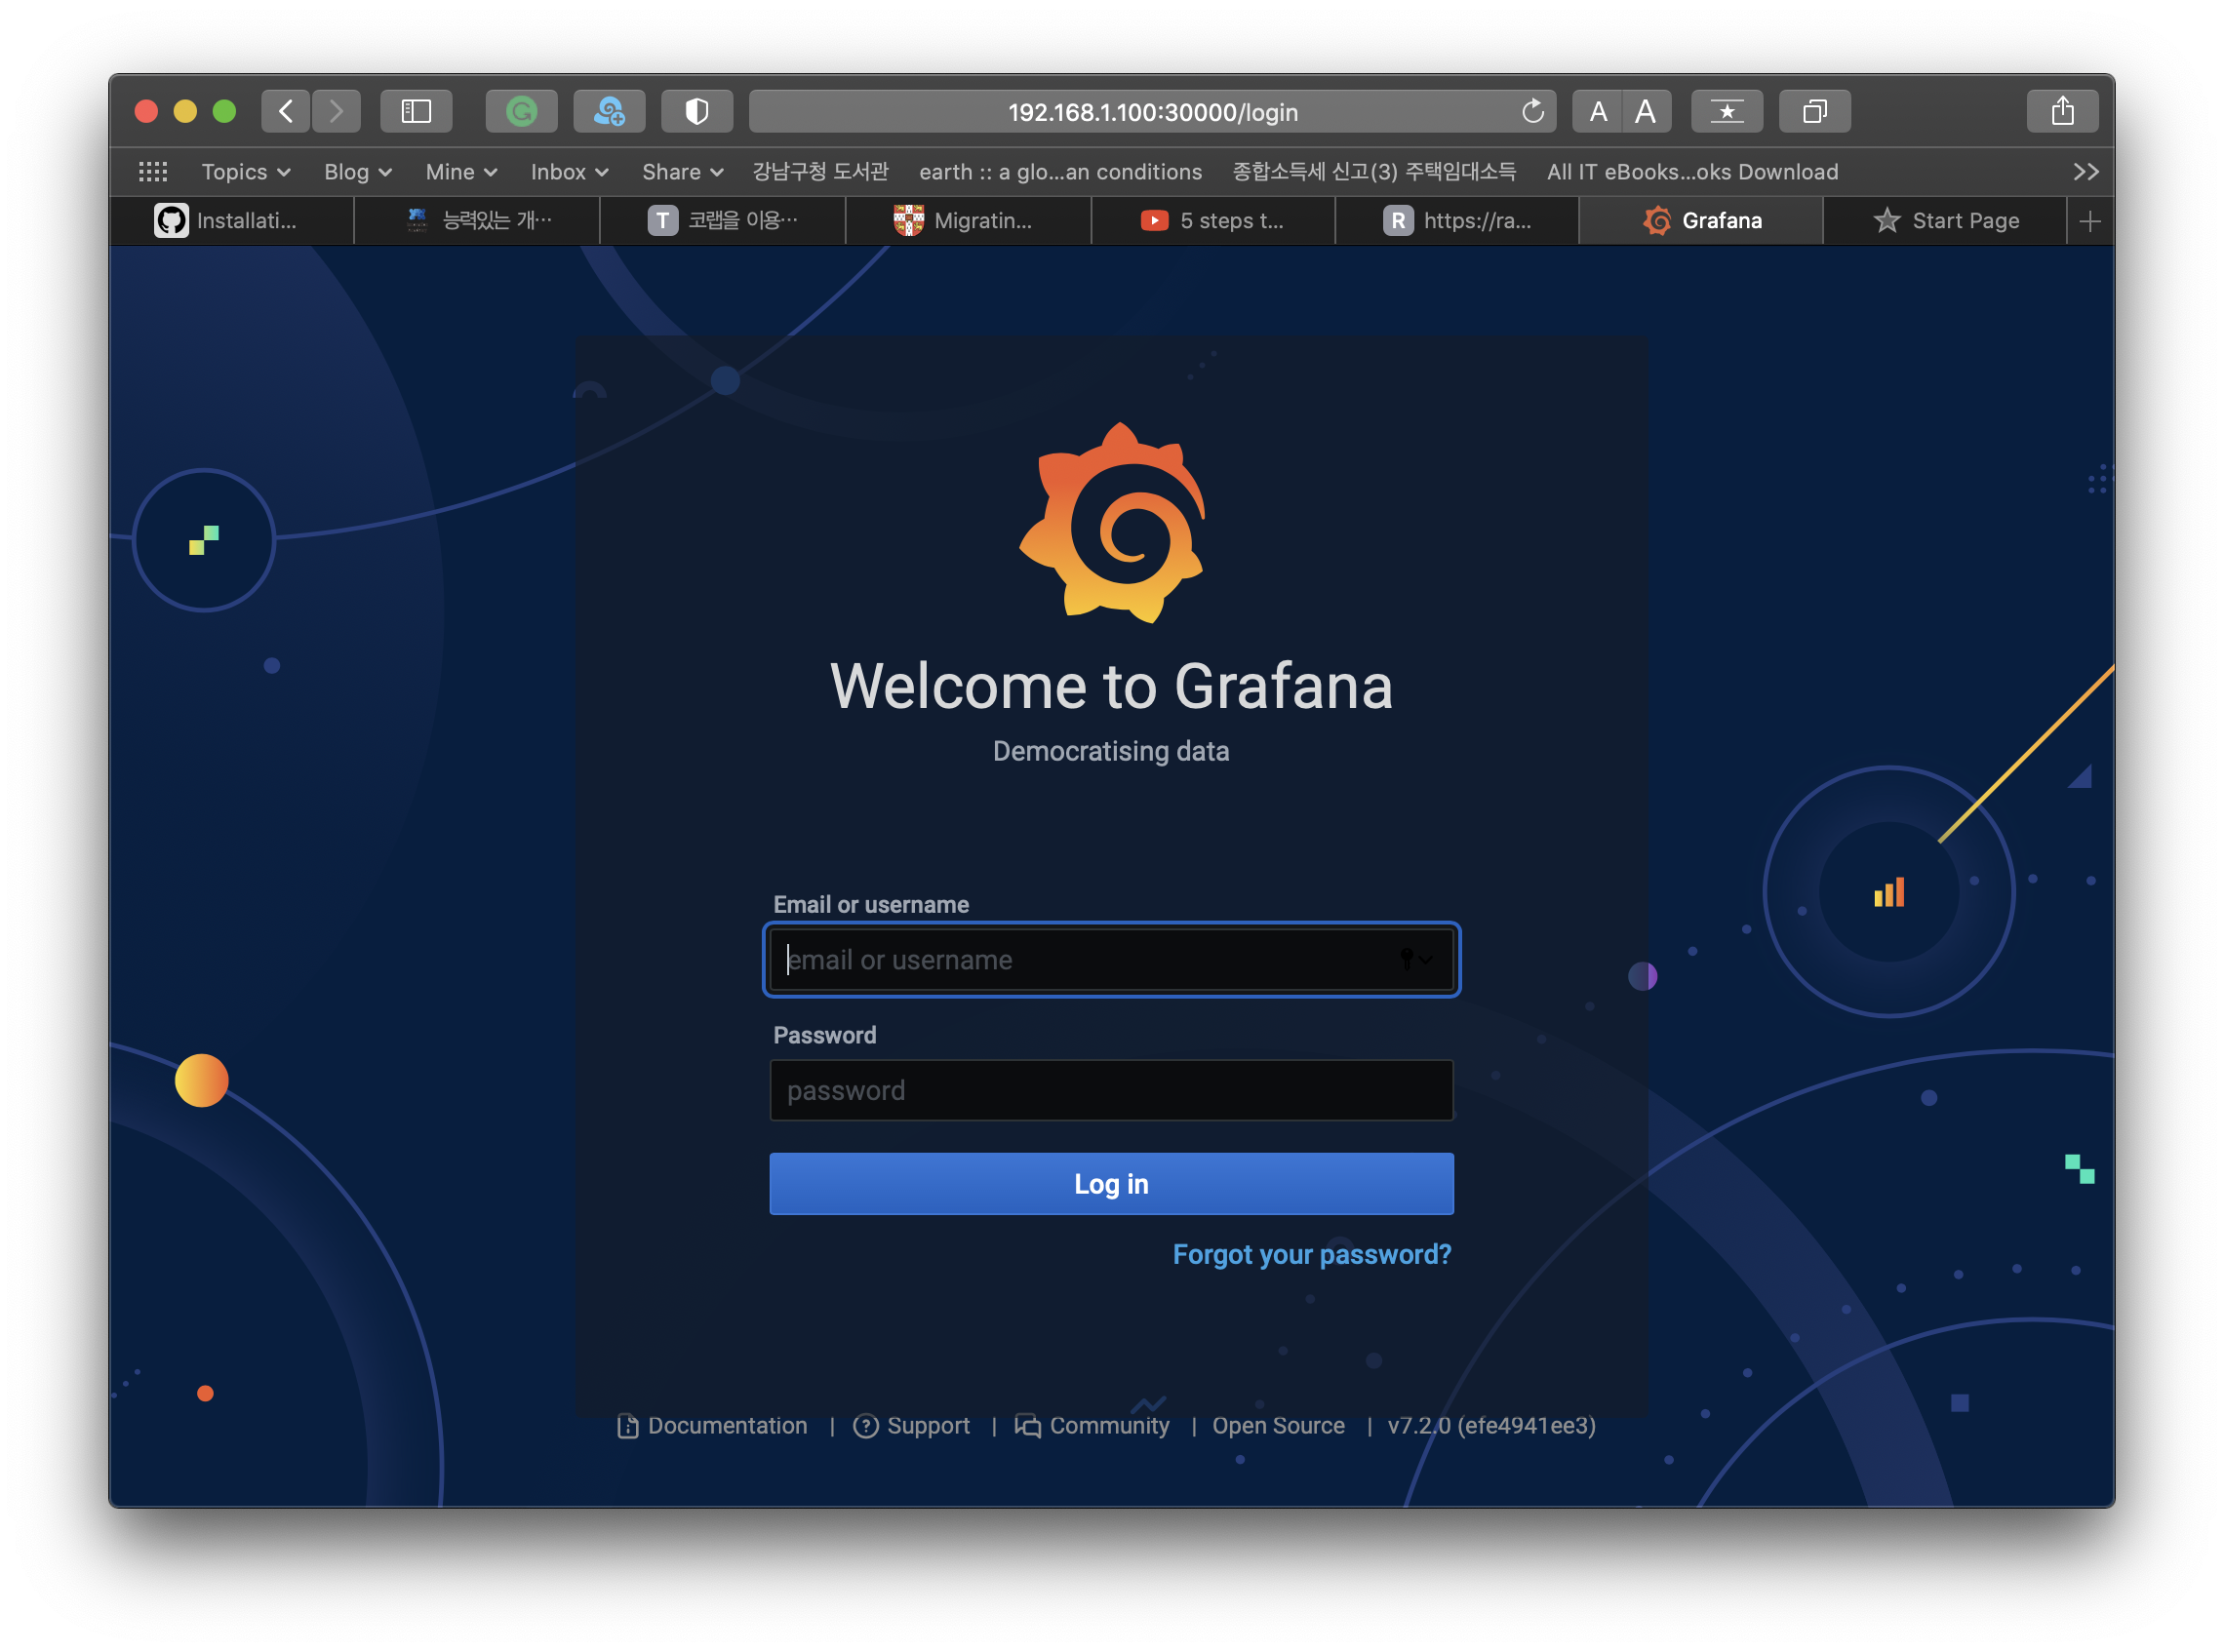 192.168.1.100:30000/login
A A
Topics Blog Mine Inbox Share 강남구청 도서관 earth :: a glo...an conditions 종합소득세 신고(3) 주택임대소득 All IT eBooks...oks Download
Installati... 능력있는 개… T 코랩을 이용… Migratin... 5 steps t... R https://ra... Grafana Start Page
Welcome to Grafana
Democratising data
Email or username
email or username
Password
password
Log in
Forgot your password?
Documentation | Support | Community | Open Source | v7.2.0 (efe4941ee3)